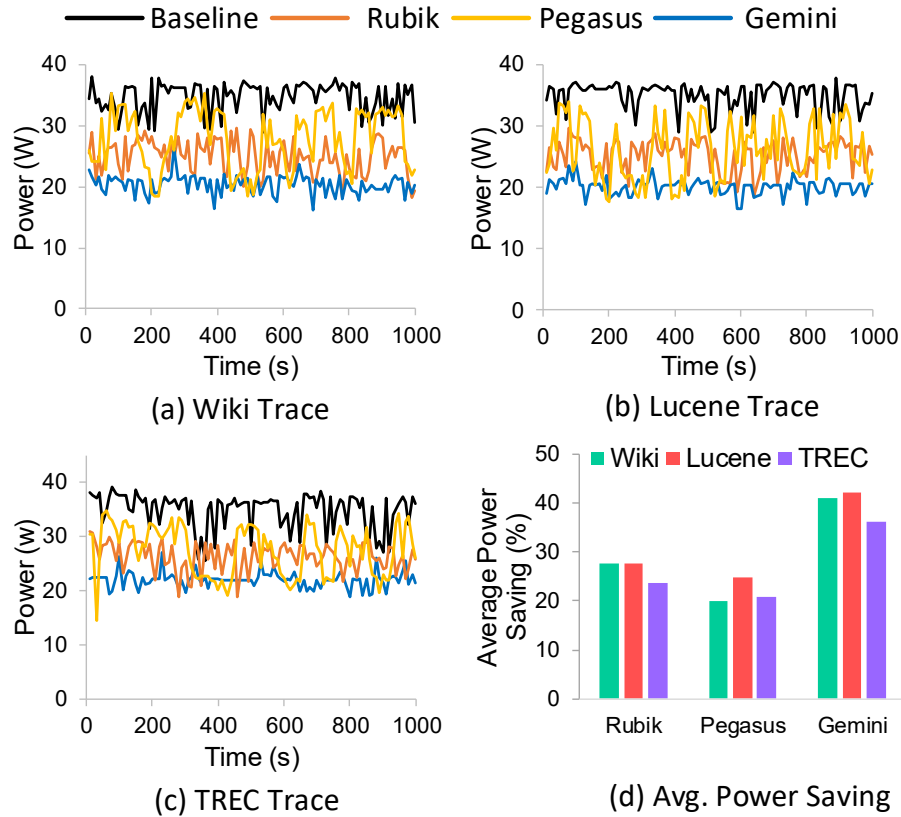 Baseline Rubik Pegasus Gemini
40
30
20
10
0
Power (W)
0 200 400 600 800 1000
Time (s)
(a) Wiki Trace
40
30
20
10
0
Power (W)
0 200 400 600 800 1000
Time (s)
(b) Lucene Trace
40
30
20
10
0
Power (w)
0 200 400 600 800 1000
Time (s)
(c) TREC Trace
Wiki Lucene TREC
50
40
30
20
10
0
Average Power
Saving (%)
Rubik Pegasus Gemini
(d) Avg. Power Saving